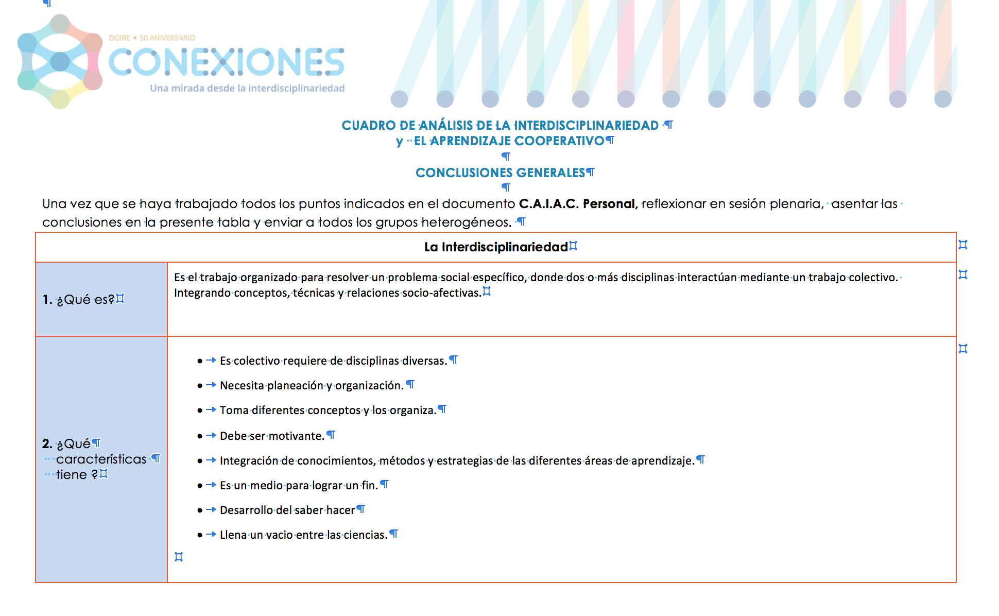 DGIRE • 50 ANIVERSARIO
CONEXIONES
Una mirada desde la interdisciplinariedad
CUADRO DE ANÁLISIS DE LA INTERDISCIPLINARIEDAD
y EL APRENDIZAJE COOPERATIVO
CONCLUSIONES GENERALES
Una vez que se haya trabajado todos los puntos indicados en el documento C.A.I.A.C. Personal, reflexionar en sesión plenaria, asentar las
conclusiones en la presente tabla y enviar a todos los grupos heterogéneos.
La Interdisciplinariedad
1. ¿Qué es?
Es el trabajo organizado para resolver un problema social específico, donde dos o más disciplinas interactúan mediante un trabajo colectivo.
Integrando conceptos, técnicas y relaciones socio-afectivas.
2. ¿Qué
características
tiene ?
• Es colectivo requiere de disciplinas diversas.
• Necesita planeación y organización.
• Toma diferentes conceptos y los organiza.
• Debe ser motivante.
• Integración de conocimientos, métodos y estrategias de las diferentes áreas de aprendizaje.
• Es un medio para lograr un fin.
• Desarrollo del saber hacer
• Llena un vacio entre las ciencias.